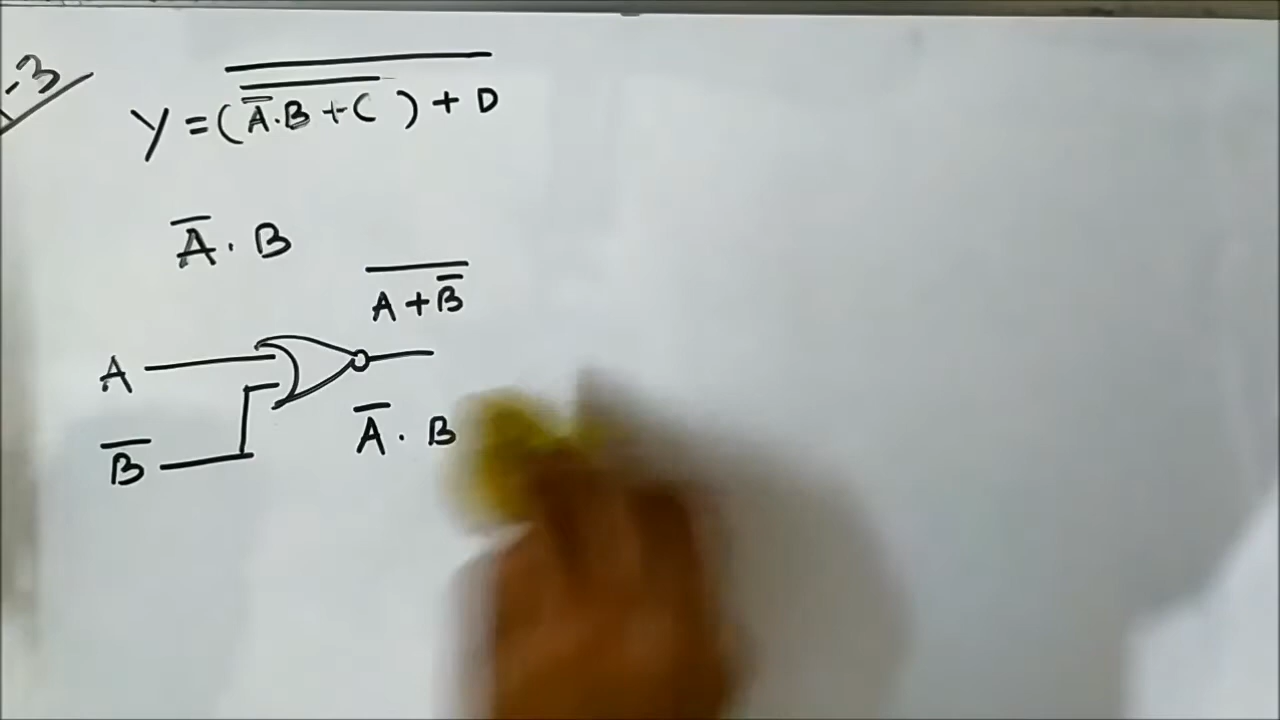 -3
Y = (A̅.B + C) + D
A̅ . B
A + B̅
A
A̅ . B
B̅